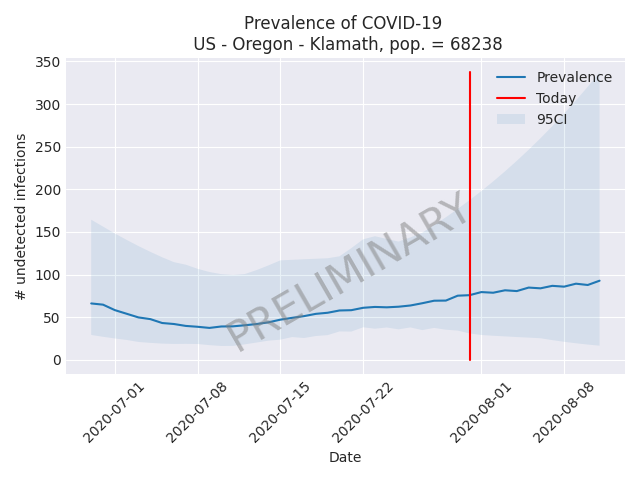 Prevalence of COVID-19
US - Oregon - Klamath, pop. = 68238
350
300
250
200
150
100
50
0
# undetected infections
Prevalence
Today
95CI
PRELIMINARY
2020-07-01
2020-07-08
2020-07-15
2020-07-22
2020-08-01
2020-08-08
Date